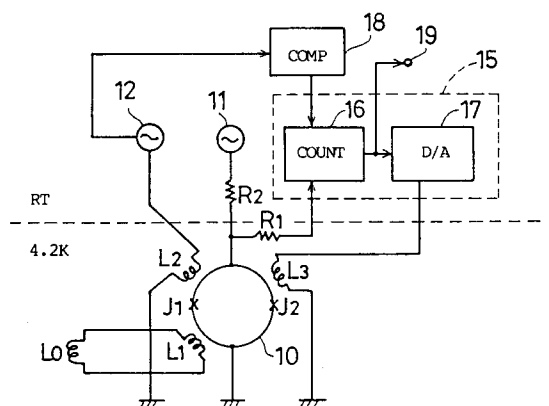 18
19
15
COMP
12
11
16
17
COUNT
D/A
R2
RT
R1
4.2K
L2
L3
J1
J2
L0
L1
10